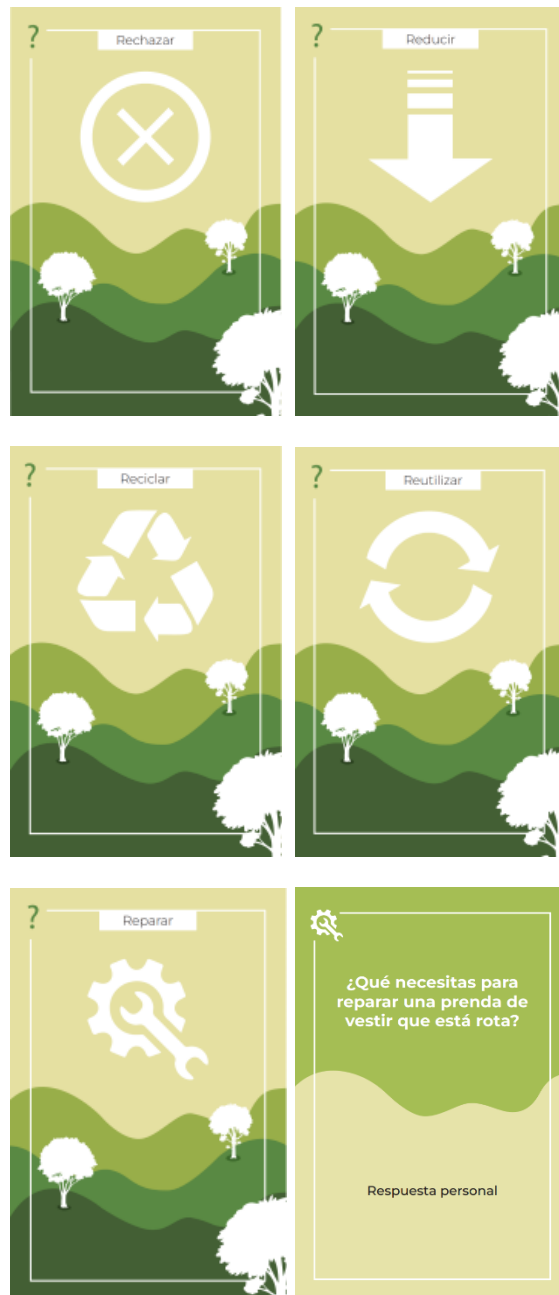 ?
Rechazar
?
Reducir
?
Reciclar
?
Reutilizar
?
Reparar
¿Qué necesitas para
reparar una prenda de
vestir que está rota?
Respuesta personal